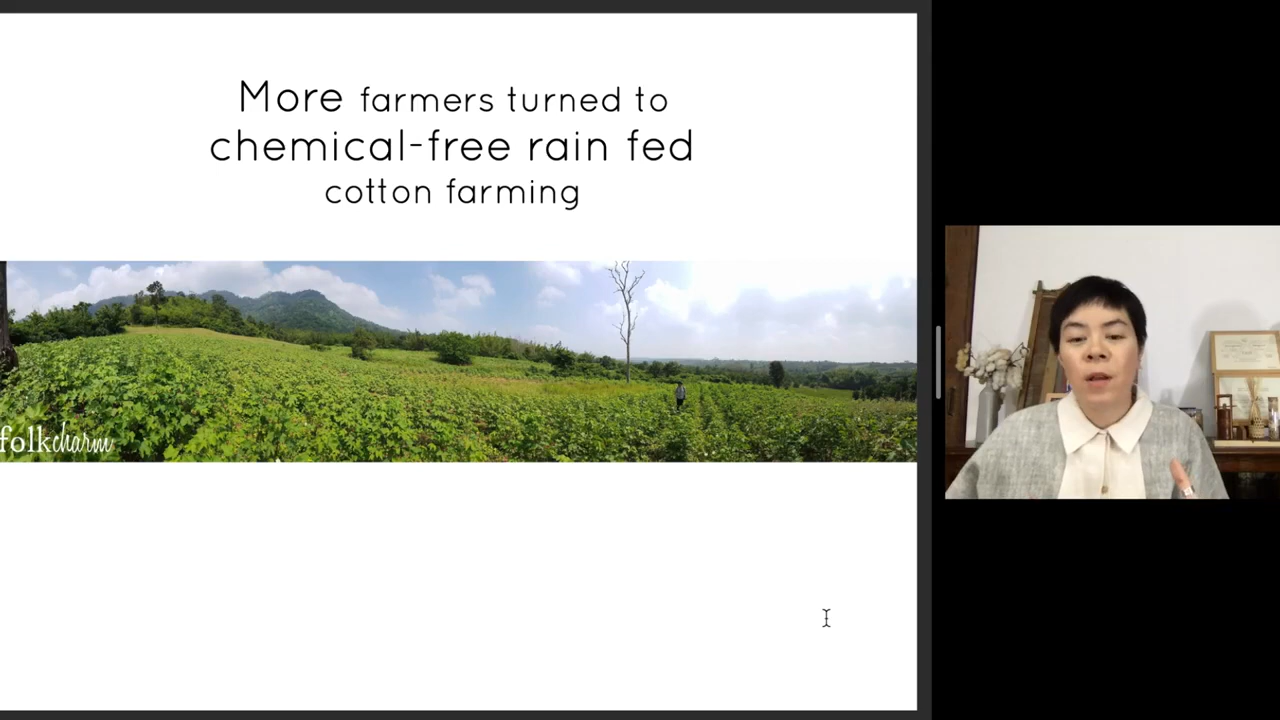 More farmers turned to
chemical-free rain fed
cotton farming
folkcharm